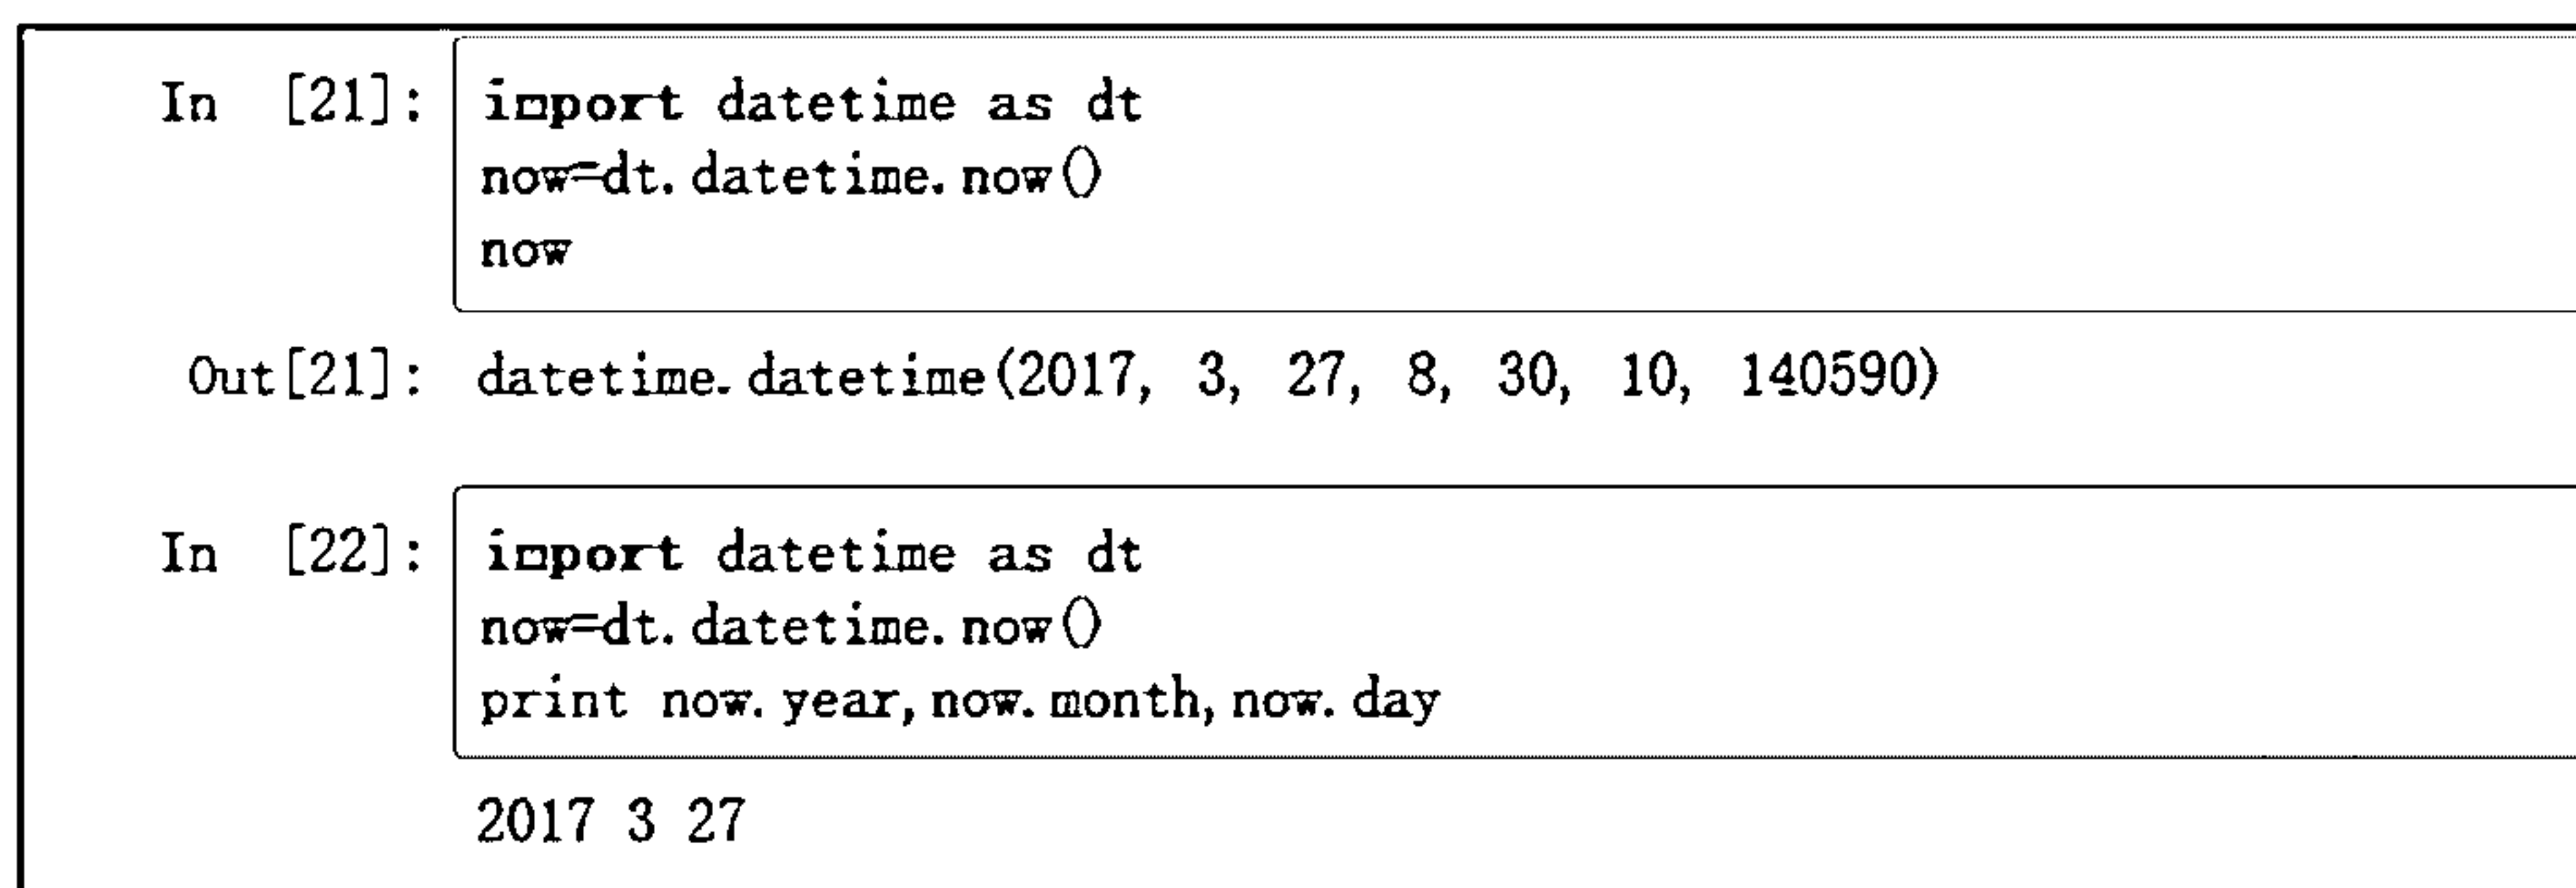 In [21]: import datetime as dt
now=dt.datetime.now()
now
Out[21]: datetime.datetime(2017, 3, 27, 8, 30, 10, 140590)
In [22]: import datetime as dt
now=dt.datetime.now()
print now.year,now.month,now.day
2017 3 27